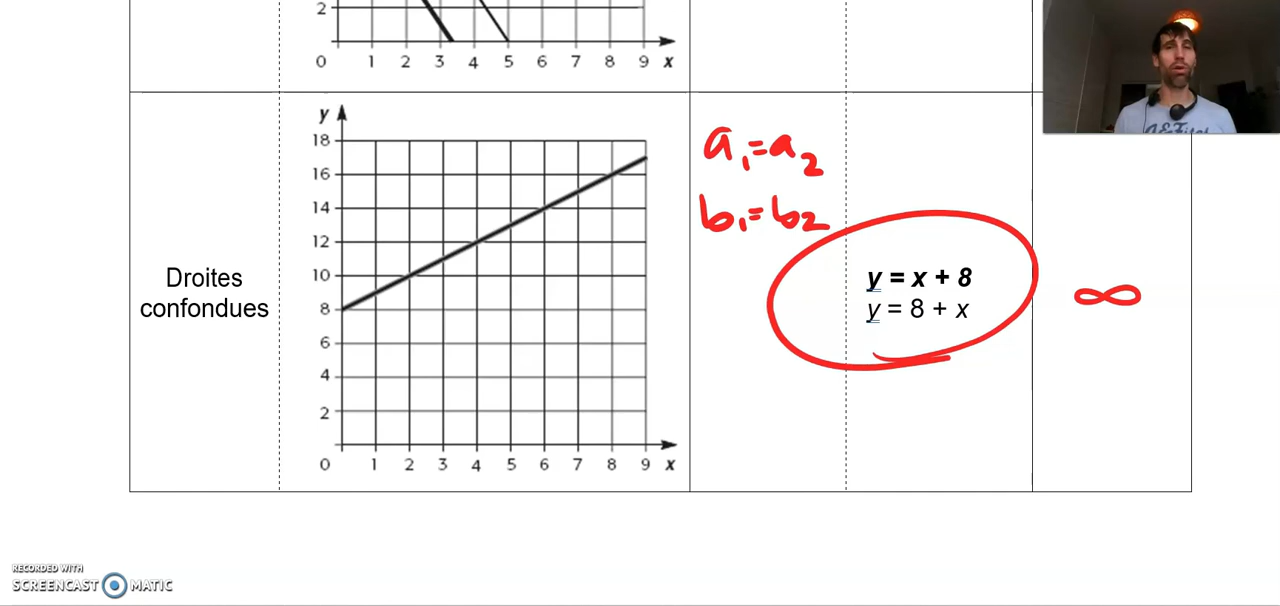 2
0 1 2 3 4 5 6 7 8 9 x
y
18
16
14
12
10
8
6
4
2
0 1 2 3 4 5 6 7 8 9 x
Droites
confondues
a₁=a₂
b₁=b₂
y = x + 8
y = 8 + x
∞
RECORDED WITH
SCREENCAST MATIC